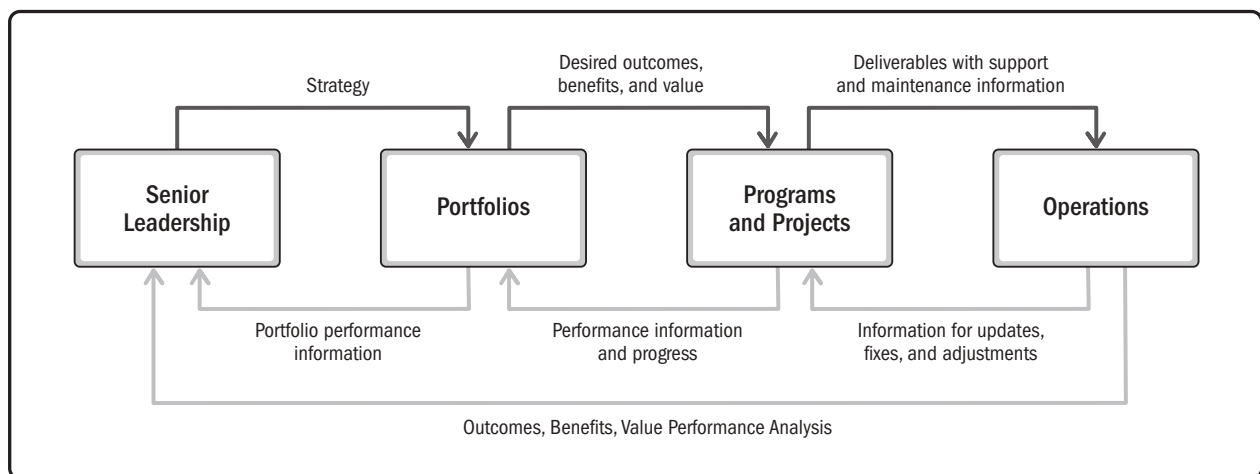 Strategy
Desired outcomes,
benefits, and value
Deliverables with support
and maintenance information
Senior
Leadership
Portfolios
Programs
and Projects
Operations
Portfolio performance
information
Performance information
and progress
Information for updates,
fixes, and adjustments
Outcomes, Benefits, Value Performance Analysis